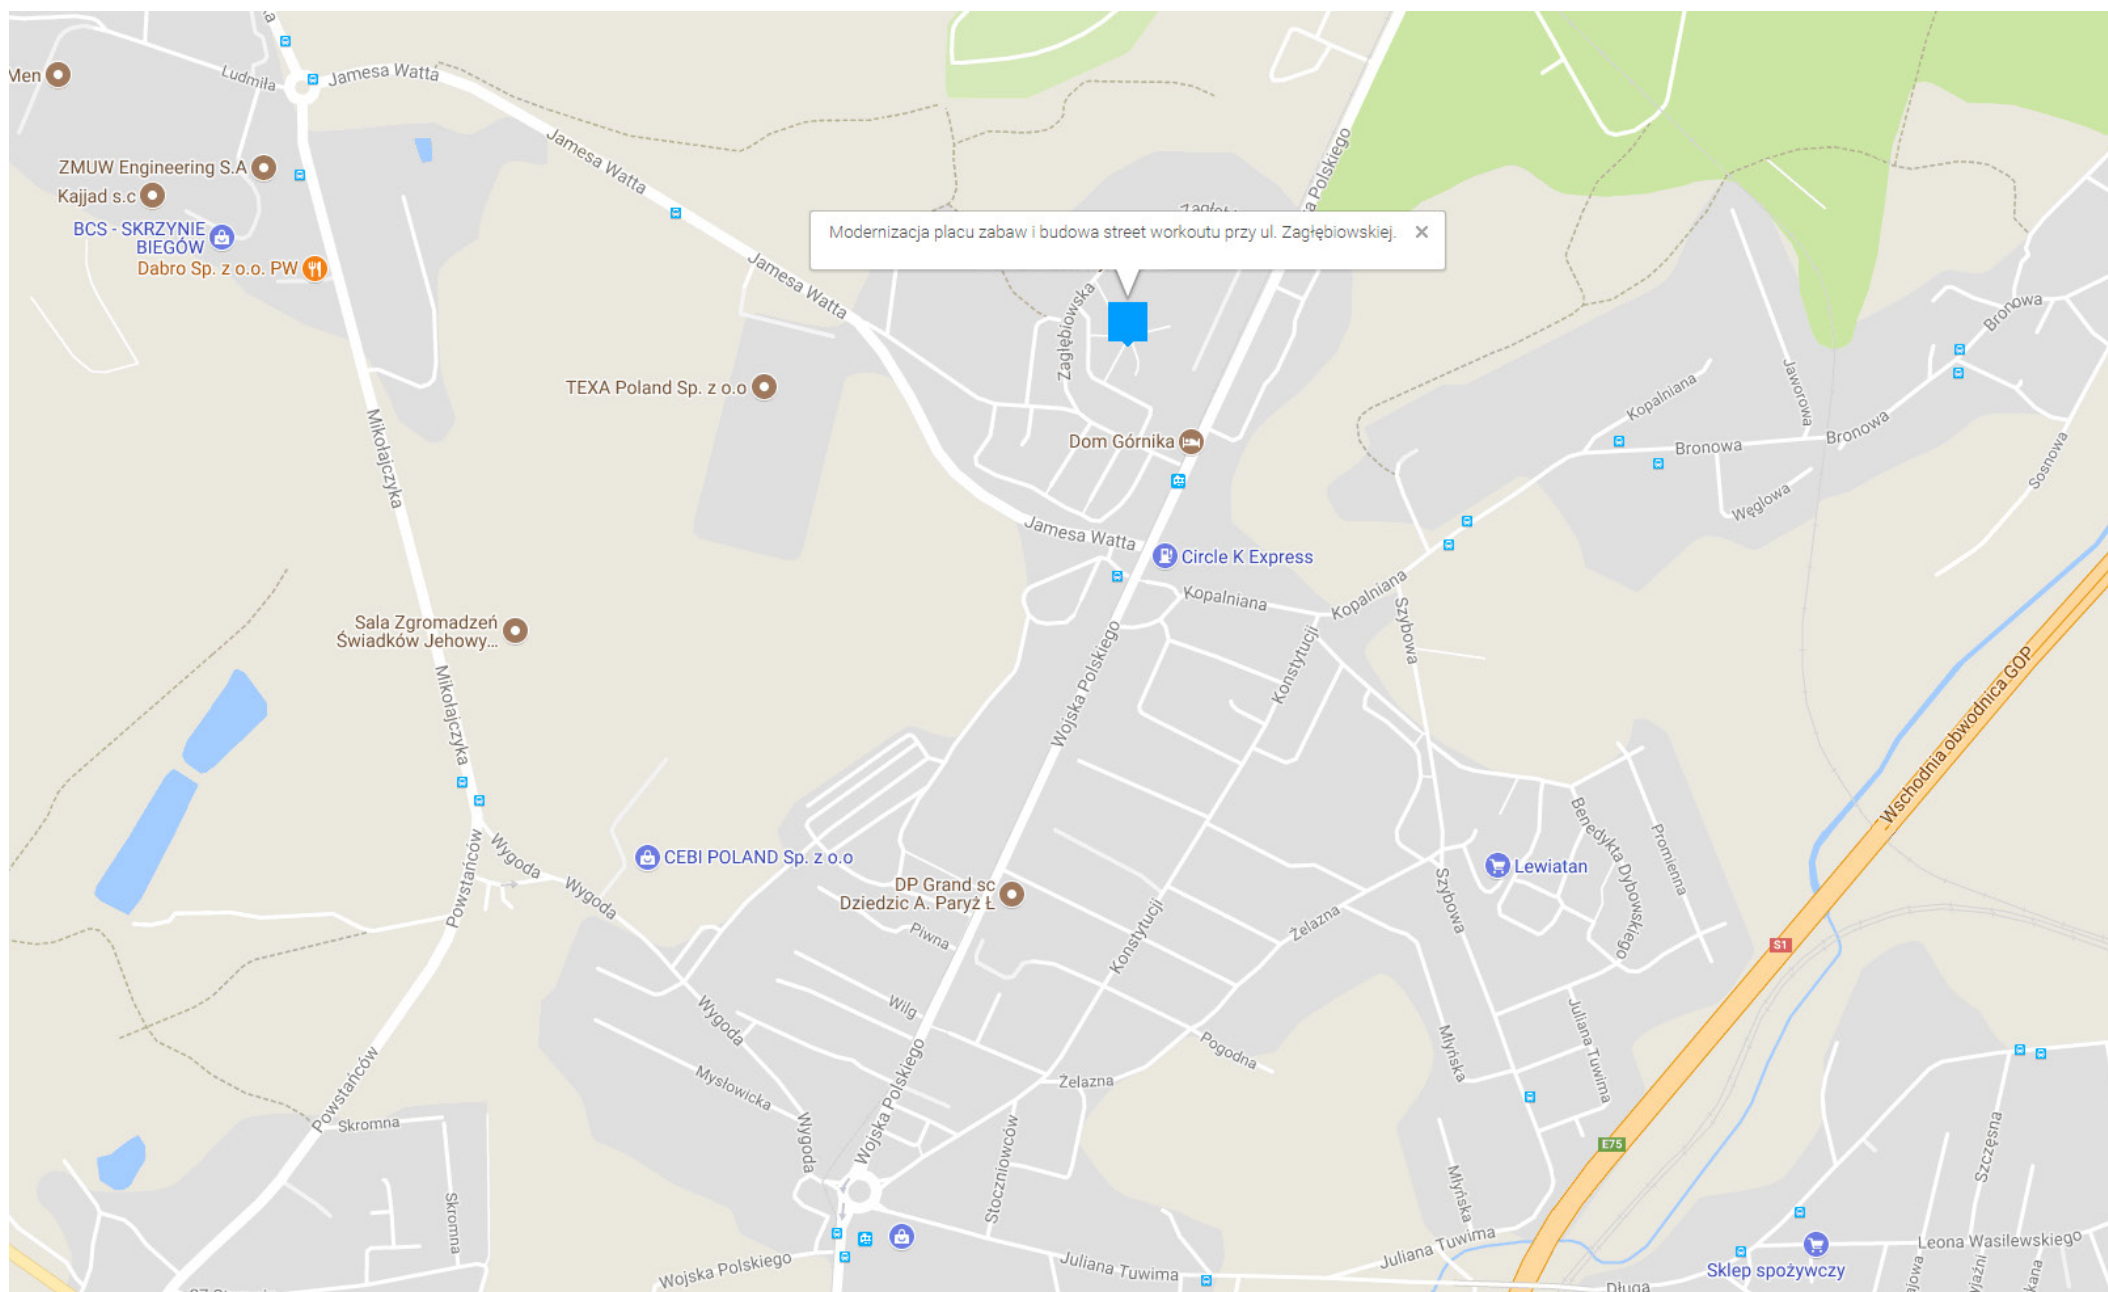 Men
Ludmiła
Jamesa Watta
Jamesa Watta
ZMUW Engineering S.A
Kajjad s.c
BCS - SKRZYNIE
BIEGÓW
Dabro Sp. z o.o. PW
Polskiego
Modernizacja placu zabaw i budowa street workoutu przy ul. Zagłębiowskiej.
Jamesa Watta
Zagłębiowska
Bronowa
TEXA Poland Sp. z o.o
Kopalniana
Jaworowa
Mikołajczyka
Dom Górnika
Bronowa
Bronowa
Sosnowa
Węglowa
Jamesa Watta
Circle K Express
Kopalniana
Kopalniana
Szybowa
Sala Zgromadzeń
Świadków Jehowy...
Konstytucji
Wojska Polskiego
Mikołajczyka
Wschodnia obwodnica GOP
Wygoda
Powstańców
Wygoda
CEBI POLAND Sp. z o.o
Benedykta Dybowskiego
Promienna
Lewiatan
DP Grand sc
Dziedzic A. Paryż Ł
Szybowa
Piwna
Konstytucji
Żelazna
S1
Wilg
Wygoda
Juliana Tuwima
Młyńska
Pogodna
Wojska Polskiego
Mysłowicka
Żelazna
Powstańców
Skromna
Wygoda
Stoczniowców
E75
Szczęsna
Skromna
Młyńska
Juliana Tuwima
Leona Wasilewskiego
Wojska Polskiego
Juliana Tuwima
Sklep spożywczy
Długa